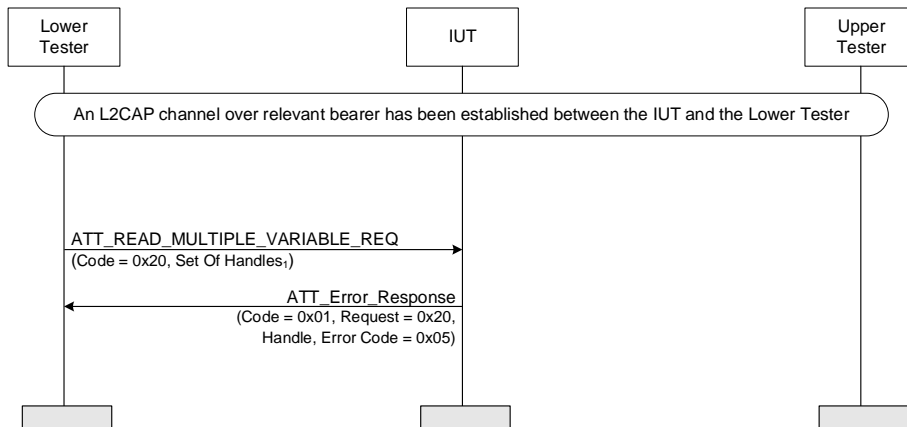 Lower
Tester
IUT
Upper
Tester
An L2CAP channel over relevant bearer has been established between the IUT and the Lower Tester
ATT_READ_MULTIPLE_VARIABLE_REQ
(Code = 0x20, Set Of Handles₁)
ATT_Error_Response
(Code = 0x01, Request = 0x20,
Handle, Error Code = 0x05)